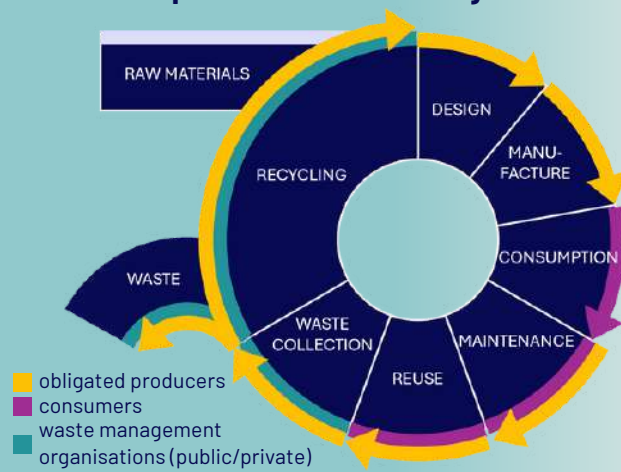 RAW MATERIALS
DESIGN
MANU-
FACTURE
RECYCLING
CONSUMPTION
WASTE
WASTE
COLLECTION
MAINTENANCE
REUSE
obligated producers
consumers
waste management
organisations (public/private)